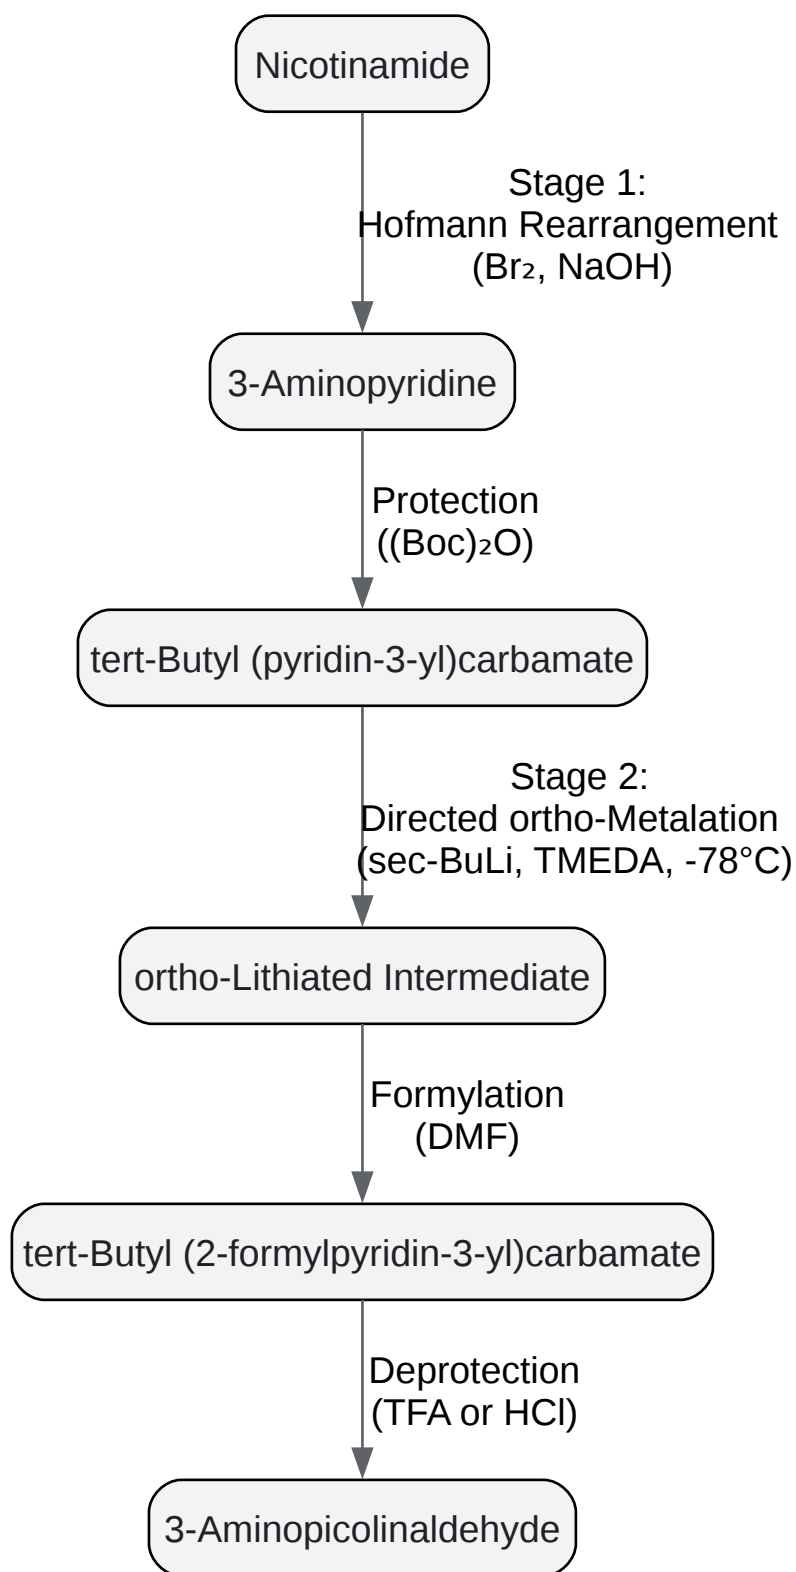 Nicotinamide
Stage 1:
Hofmann Rearrangement
(Br₂, NaOH)
3-Aminopyridine
Protection
((Boc)₂O)
tert-Butyl (pyridin-3-yl)carbamate
Stage 2:
Directed ortho-Metalation
(sec-BuLi, TMEDA, -78°C)
ortho-Lithiated Intermediate
Formylation
(DMF)
tert-Butyl (2-formylpyridin-3-yl)carbamate
Deprotection
(TFA or HCl)
3-Aminopicolinaldehyde